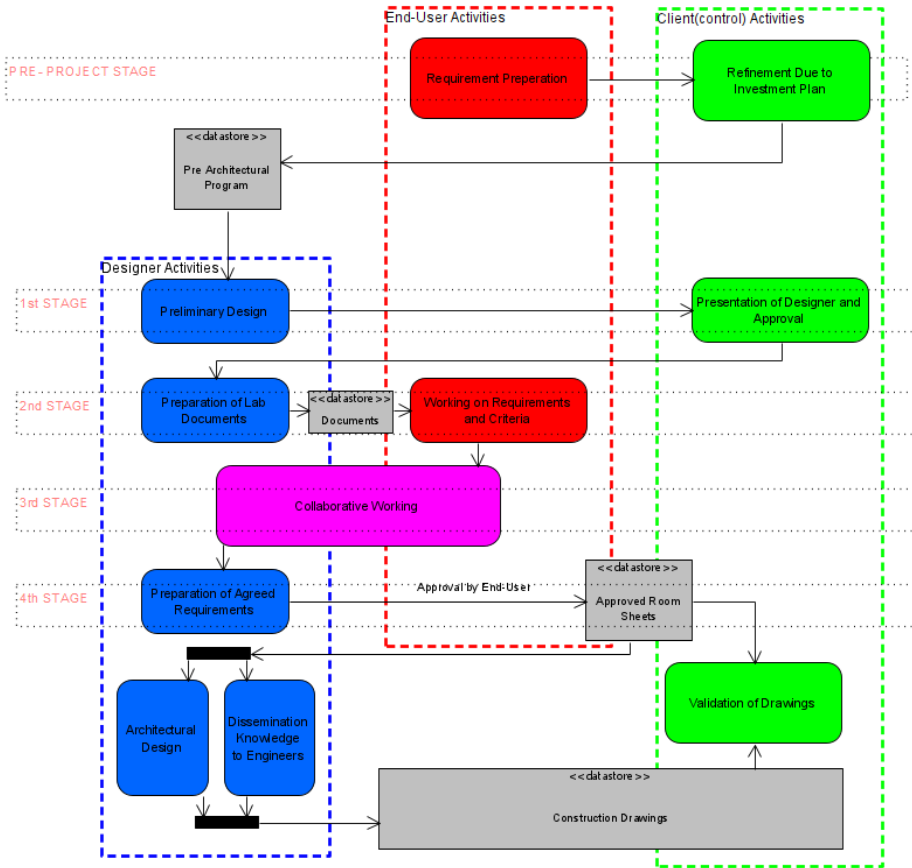 End-User Activities
Client(control) Activities
PRE- PROJECT STAGE
Requirement Preperation
Refinement Due to
Investment Plan
<<datastore>>
Pre Architectural
Program
Designer Activities
1st STAGE
Preliminary Design
Presentation of Designer and
Approval
2nd STAGE
Preparation of Lab
Documents
<<datastore>>
Documents
Working on Requirements
and Criteria
3rd STAGE
Collaborative Working
4th STAGE
Preparation of Agreed
Requirements
Approval by End-User
<<datastore>>
Approved Room
Sheets
Architectural
Design
Dissemination
Knowledge
to Engineers
Validation of Drawings
<<datastore>>
Construction Drawings